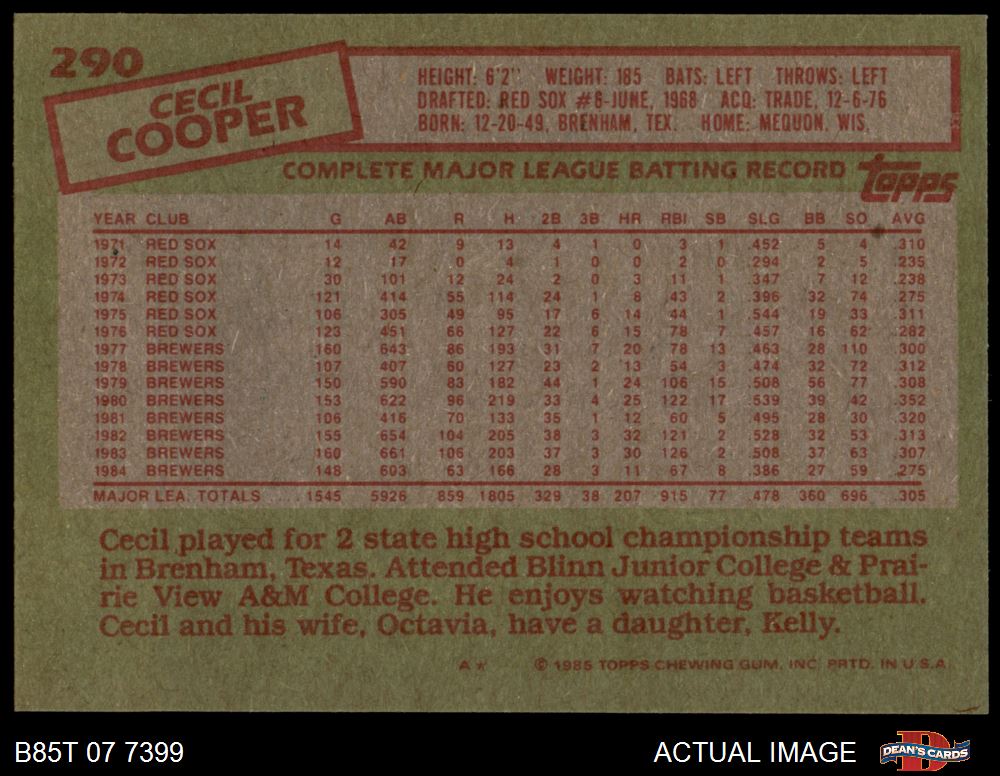 290
CECIL
COOPER
HEIGHT: 6'2" WEIGHT: 185 BATS: LEFT THROWS: LEFT
DRAFTED: RED SOX #6-JUNE, 1968 ACQ: TRADE, 12-6-76
BORN: 12-20-49, BRENHAM, TEX. HOME: MEQUON, WIS.
COMPLETE MAJOR LEAGUE BATTING RECORD topps
YEAR CLUB G AB R H 2B 3B HR RBI SB SLG BB SO AVG
1971 RED SOX 14 42 9 13 4 1 0 3 1 .452 5 4 .310
1972 RED SOX 12 17 0 4 1 0 0 2 0 .294 2 5 .235
1973 RED SOX 30 101 12 24 2 0 3 11 1 .347 7 12 .238
1974 RED SOX 121 414 55 114 24 1 8 43 2 .396 32 74 .275
1975 RED SOX 106 305 49 95 17 6 14 44 1 .544 19 33 .311
1976 RED SOX 123 451 66 127 22 6 15 78 7 .457 16 62 .282
1977 BREWERS 160 643 86 193 31 7 20 78 13 .463 28 110 .300
1978 BREWERS 107 407 60 127 23 2 13 54 3 .474 32 72 .312
1979 BREWERS 150 590 83 182 44 1 24 106 15 .508 56 77 .308
1980 BREWERS 153 622 96 219 33 4 25 122 17 .539 39 42 .352
1981 BREWERS 106 416 70 133 35 1 12 60 5 .495 28 30 .320
1982 BREWERS 155 654 104 205 38 3 32 121 2 .528 32 53 .313
1983 BREWERS 160 661 106 203 37 3 30 126 2 .508 37 63 .307
1984 BREWERS 148 603 63 166 28 3 11 67 8 .386 27 59 .275
MAJOR LEA. TOTALS .... 1545 5926 859 1805 329 38 207 915 77 .478 360 696 .305
Cecil played for 2 state high school championship teams
in Brenham, Texas. Attended Blinn Junior College & Prai-
rie View A&M College. He enjoys watching basketball.
Cecil and his wife, Octavia, have a daughter, Kelly.
A* © 1985 TOPPS CHEWING GUM, INC. PRTD. IN U.S.A.
B85T 07 7399 ACTUAL IMAGE DEAN'S CARDS